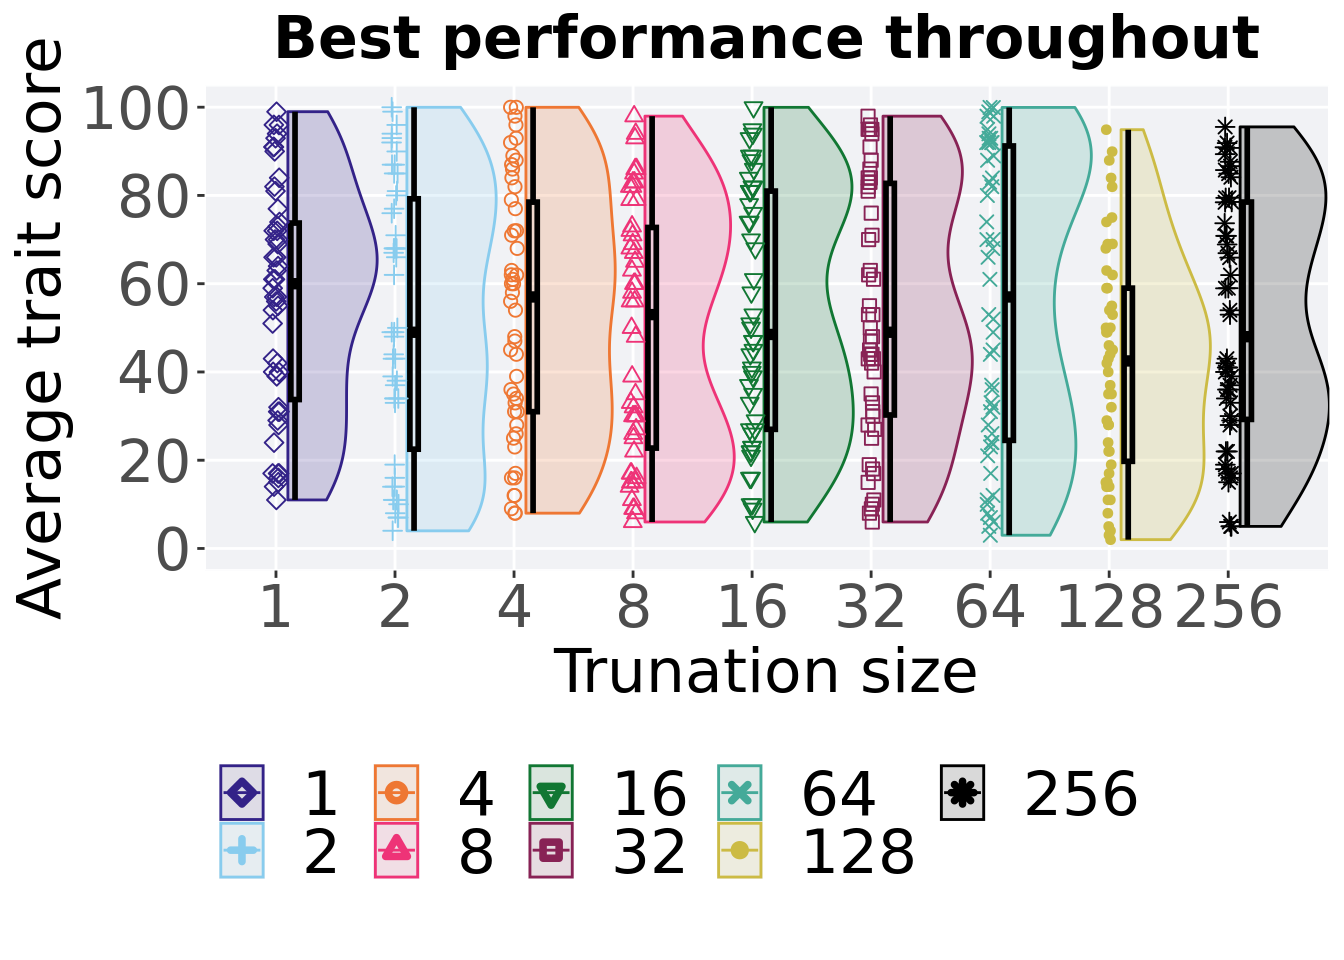 Best performance throughout
Average trait score
100
80
60
40
20
0
1 2 4 8 16 32 64 128 256
Trunation size
1 4 16 64 256
2 8 32 128